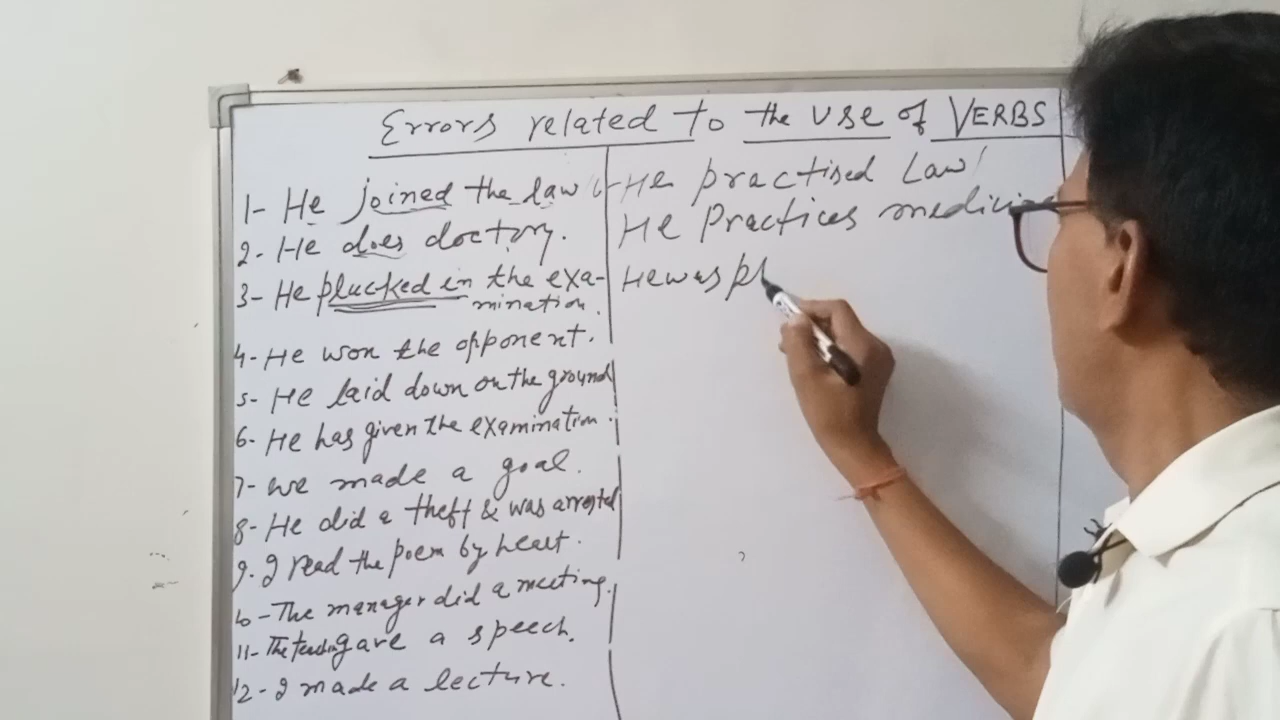 Errors related to the use of VERBS
1- He joined the law
2. He does doctory.
3- He plucked in the exa-
mination.
4- He won the opponent.
5- He laid down on the ground
6- He has given the examination.
7- we made a goal.
8- He did a theft & was arrested
9. I read the poem by heart.
10- The manager did a meeting.
11- The gave a speech.
12- I made a lecture.
He practised Law
He Practices medicine
He was pl